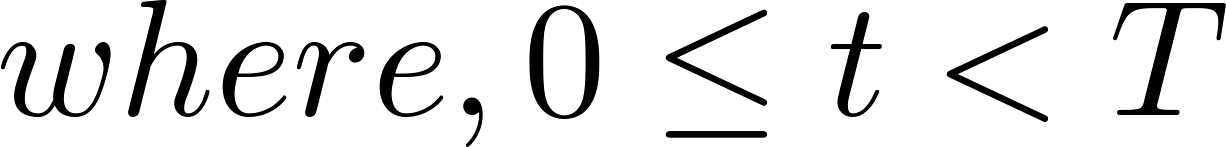 where, 0 ≤ t < T